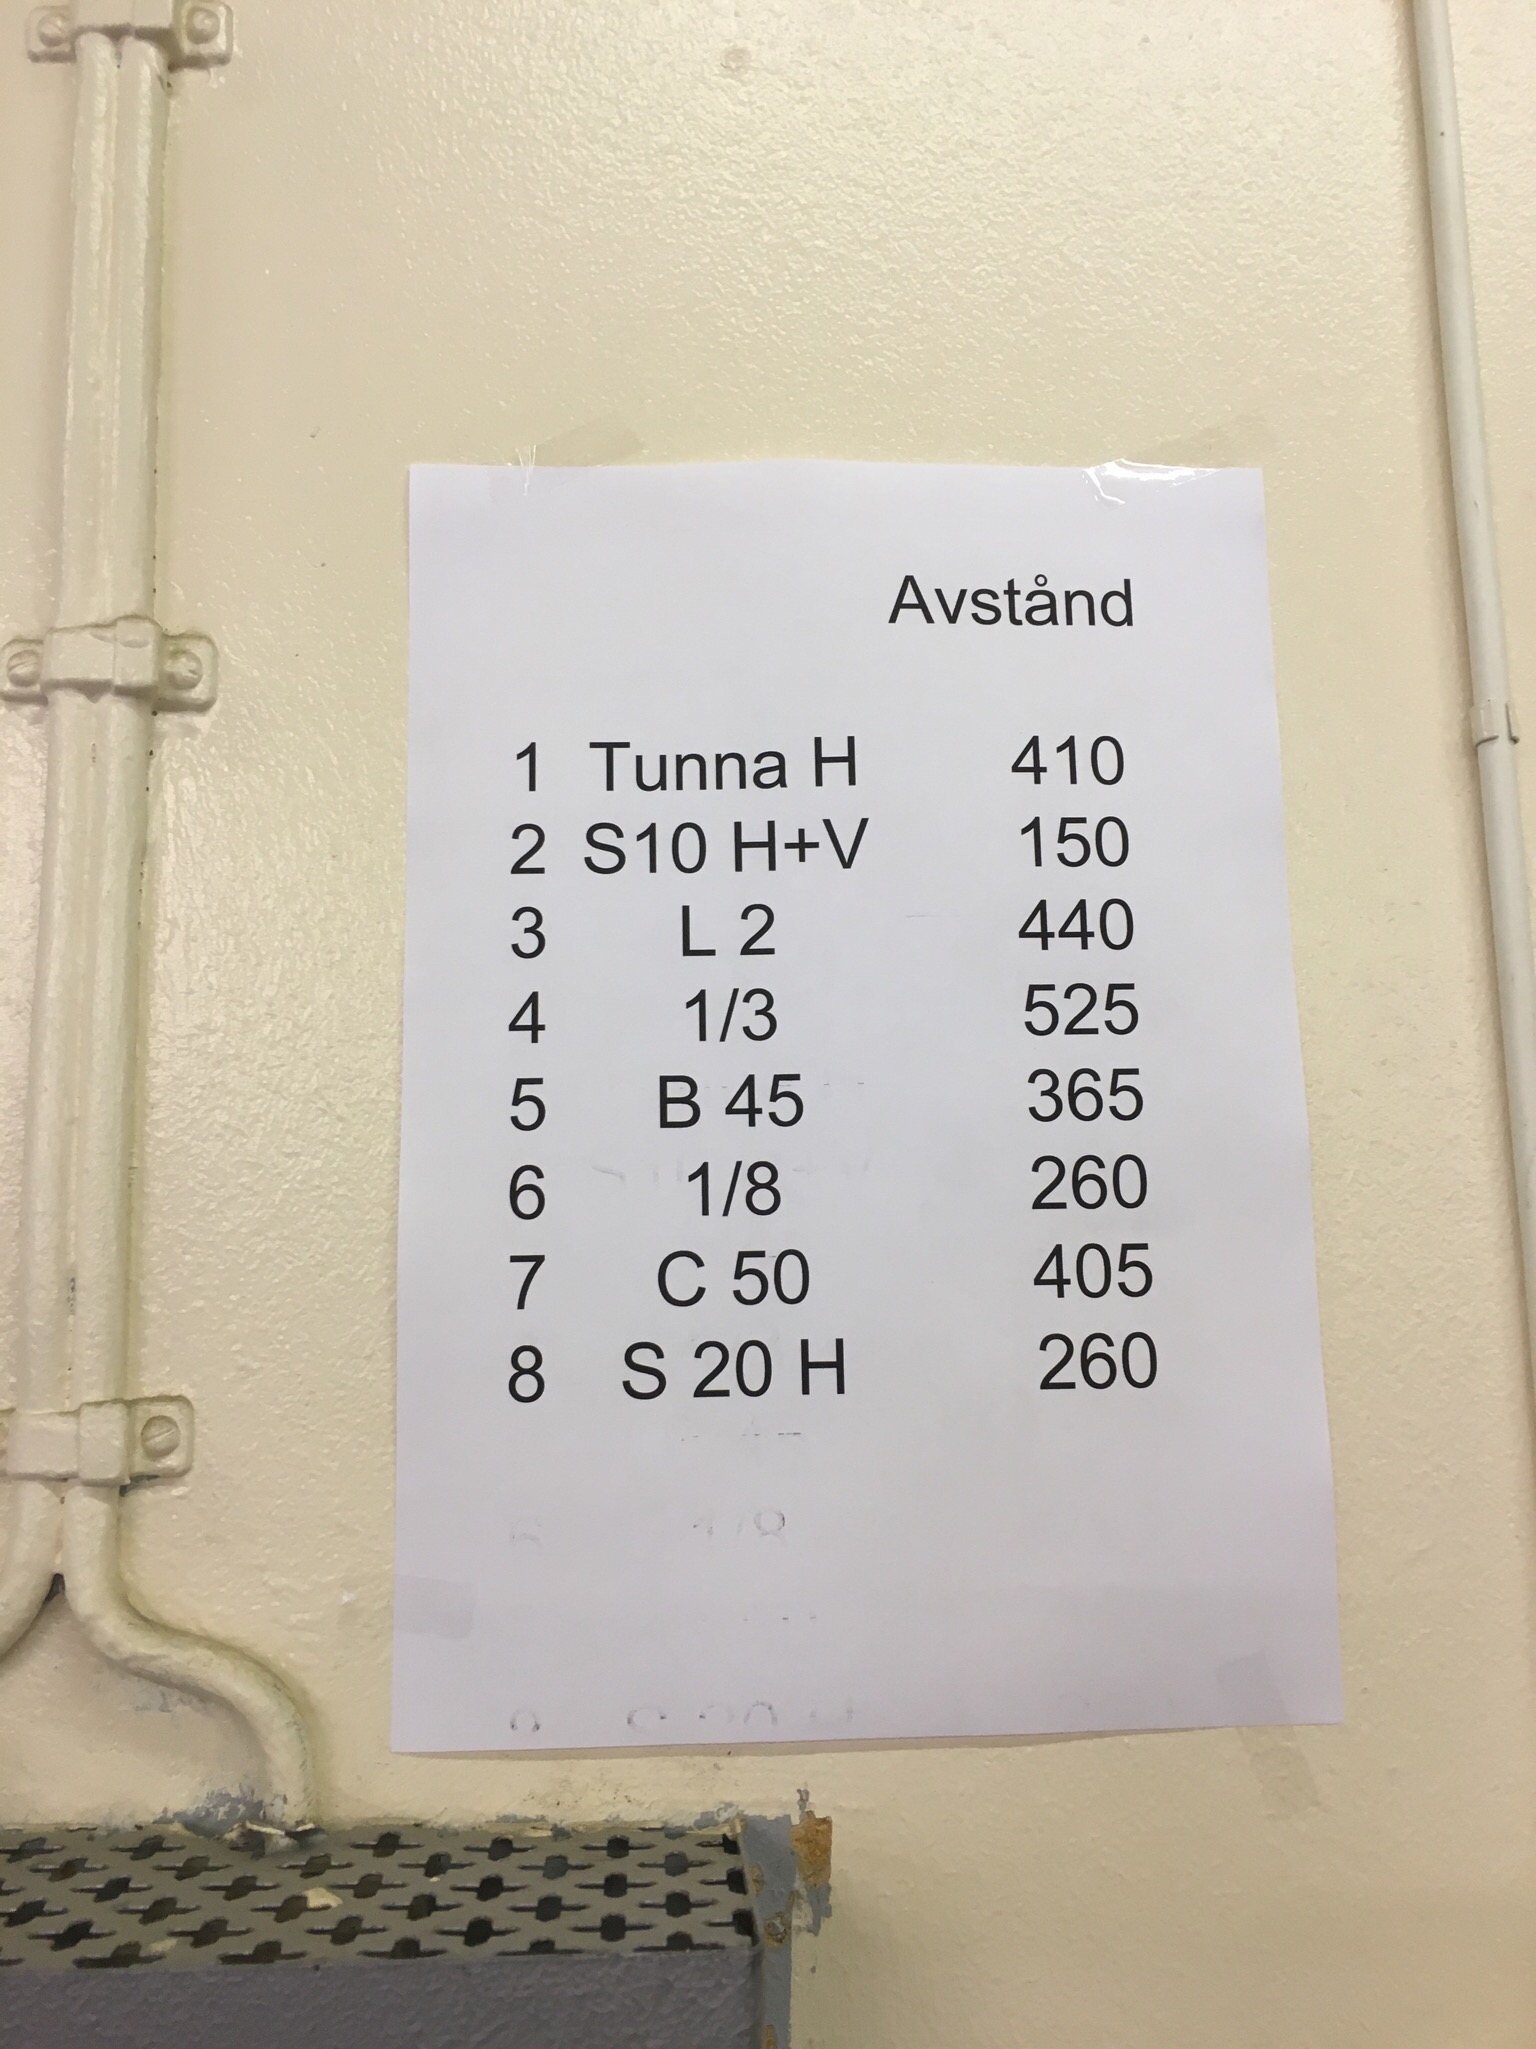 Avstånd
1 Tunna H 410
2 S10 H+V 150
3 L 2 440
4 1/3 525
5 B 45 365
6 1/8 260
7 C 50 405
8 S 20 H 260